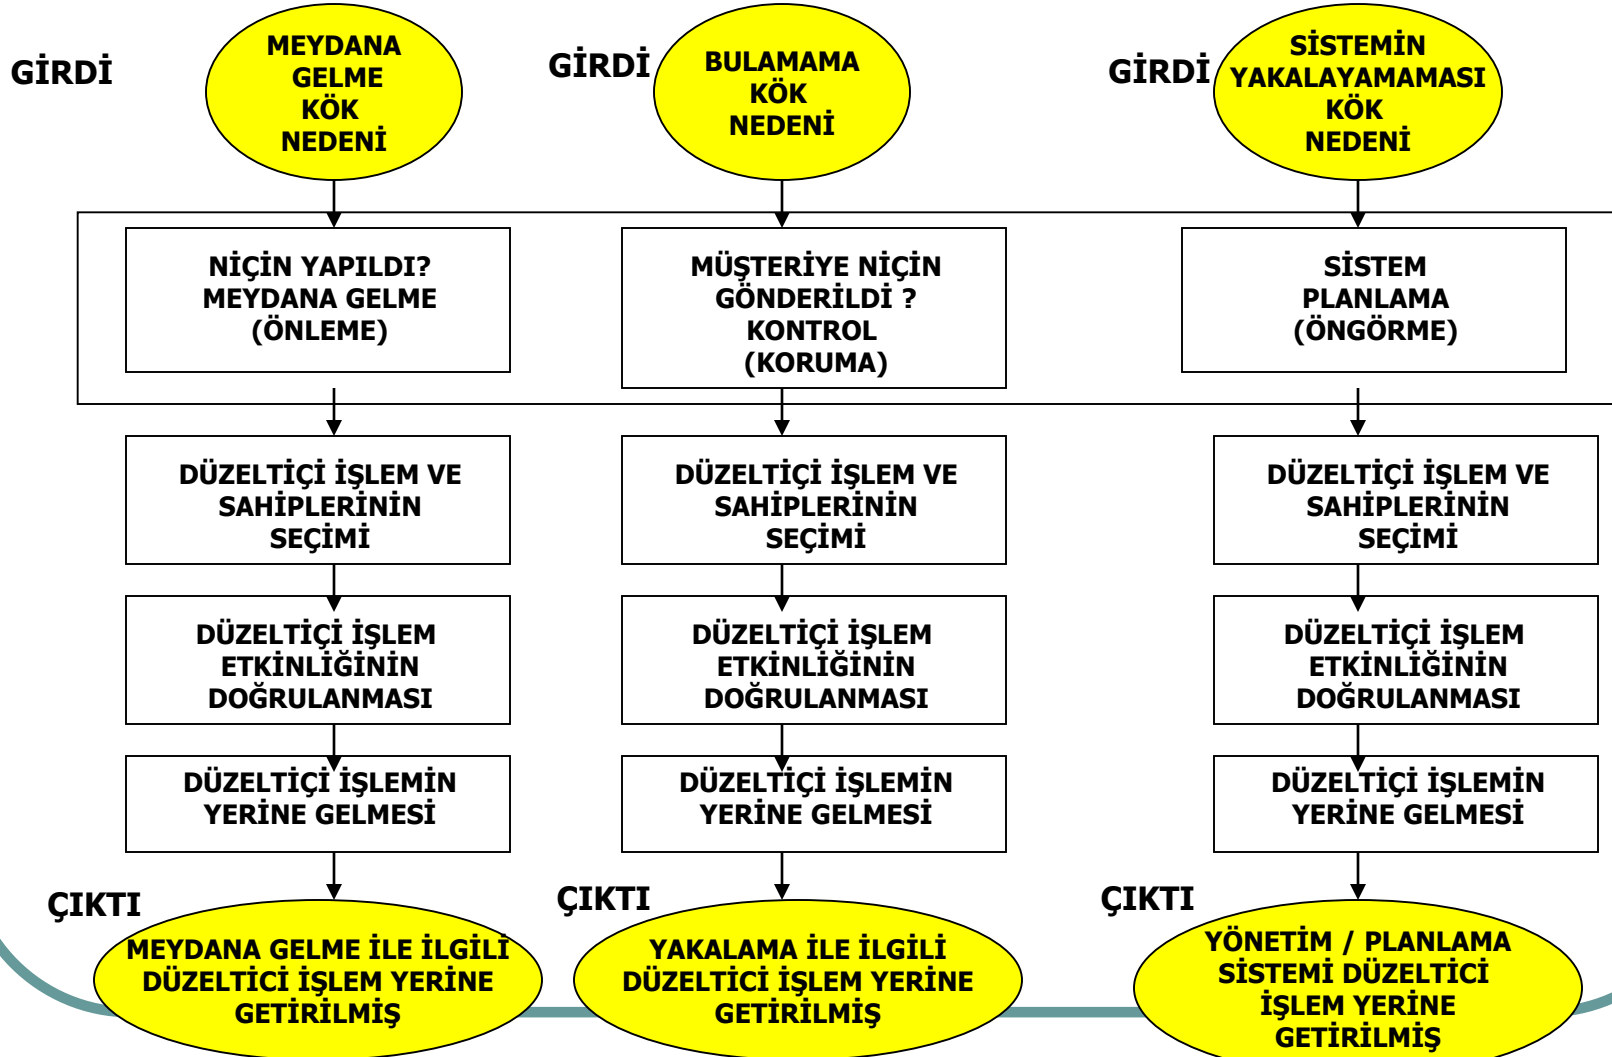 GİRDİ
MEYDANA
GELME
KÖK
NEDENİ
GİRDİ
BULAMAMA
KÖK
NEDENİ
GİRDİ
SİSTEMİN
YAKALAYAMAMASI
KÖK
NEDENİ
NİÇİN YAPILDI?
MEYDANA GELME
(ÖNLEME)
MÜŞTERİYE NİÇİN
GÖNDERİLDİ ?
KONTROL
(KORUMA)
SİSTEM
PLANLAMA
(ÖNGÖRME)
DÜZELTİÇİ İŞLEM VE
SAHİPLERİNİN
SEÇİMİ
DÜZELTİÇİ İŞLEM VE
SAHİPLERİNİN
SEÇİMİ
DÜZELTİÇİ İŞLEM VE
SAHİPLERİNİN
SEÇİMİ
DÜZELTİÇİ İŞLEM
ETKİNLİĞİNİN
DOĞRULANMASI
DÜZELTİÇİ İŞLEM
ETKİNLİĞİNİN
DOĞRULANMASI
DÜZELTİÇİ İŞLEM
ETKİNLİĞİNİN
DOĞRULANMASI
DÜZELTİÇİ İŞLEMİN
YERİNE GELMESİ
DÜZELTİÇİ İŞLEMİN
YERİNE GELMESİ
DÜZELTİÇİ İŞLEMİN
YERİNE GELMESİ
ÇIKTI
MEYDANA GELME İLE İLGİLİ
DÜZELTİCİ İŞLEM YERİNE
GETİRİLMİŞ
ÇIKTI
YAKALAMA İLE İLGİLİ
DÜZELTİCİ İŞLEM YERİNE
GETİRİLMİŞ
ÇIKTI
YÖNETİM / PLANLAMA
SİSTEMİ DÜZELTİCİ
İŞLEM YERİNE
GETİRİLMİŞ